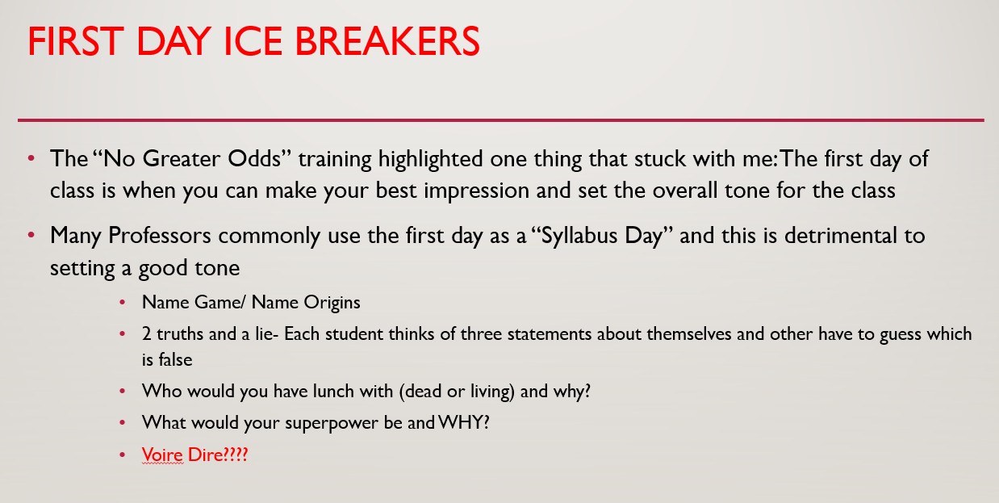 FIRST DAY ICE BREAKERS
• The “No Greater Odds” training highlighted one thing that stuck with me: The first day of
class is when you can make your best impression and set the overall tone for the class
• Many Professors commonly use the first day as a “Syllabus Day” and this is detrimental to
setting a good tone
• Name Game/ Name Origins
• 2 truths and a lie- Each student thinks of three statements about themselves and other have to guess which
is false
• Who would you have lunch with (dead or living) and why?
• What would your superpower be and WHY?
• Voire Dire????